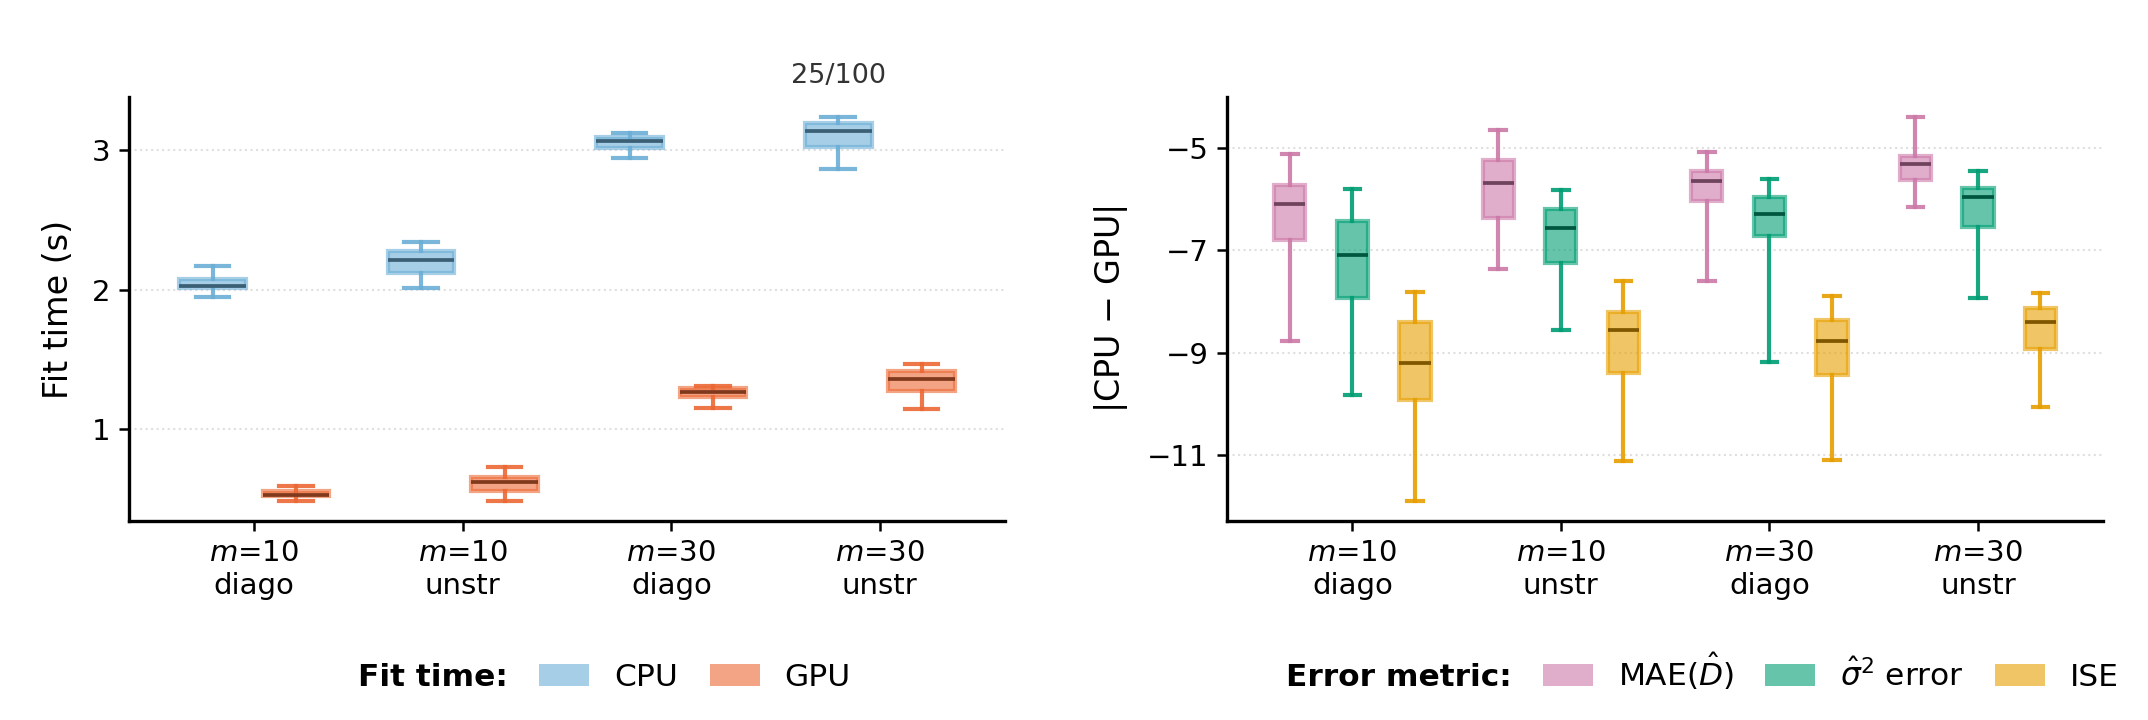 25/100
Fit time (s)
3
2
1
m=10 diago
m=10 unstr
m=30 diago
m=30 unstr
Fit time: CPU GPU
|CPU − GPU|
−5
−7
−9
−11
m=10 diago
m=10 unstr
m=30 diago
m=30 unstr
Error metric: MAE(D̂) σ̂² error ISE